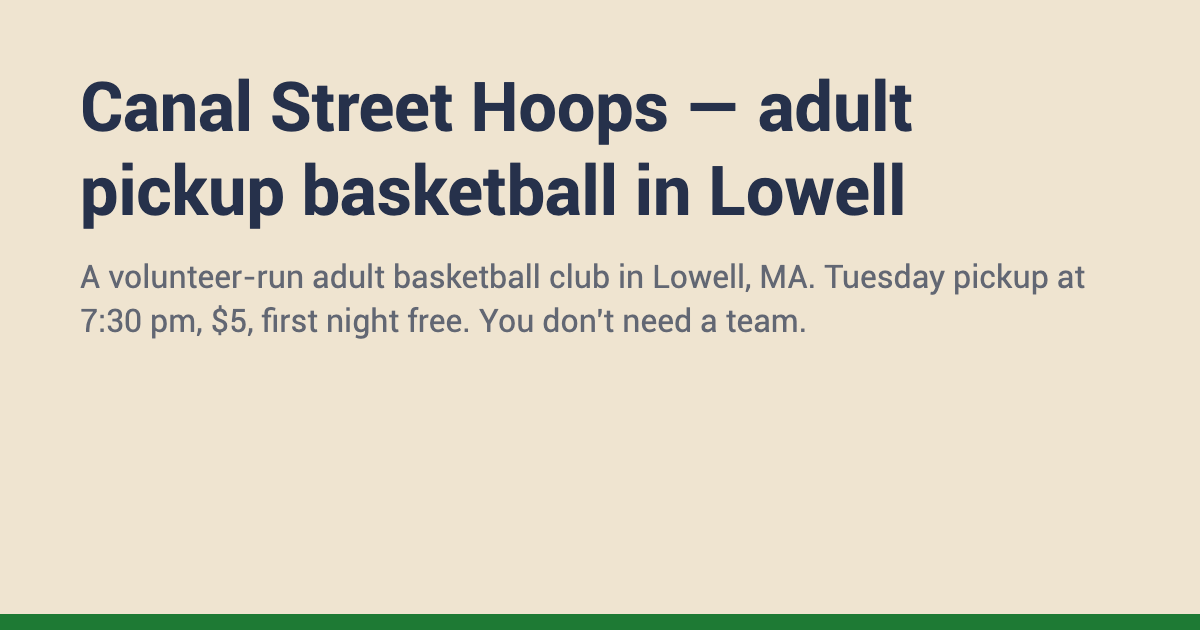 Canal Street Hoops — adult
pickup basketball in Lowell
A volunteer-run adult basketball club in Lowell, MA. Tuesday pickup at
7:30 pm, $5, first night free. You don't need a team.